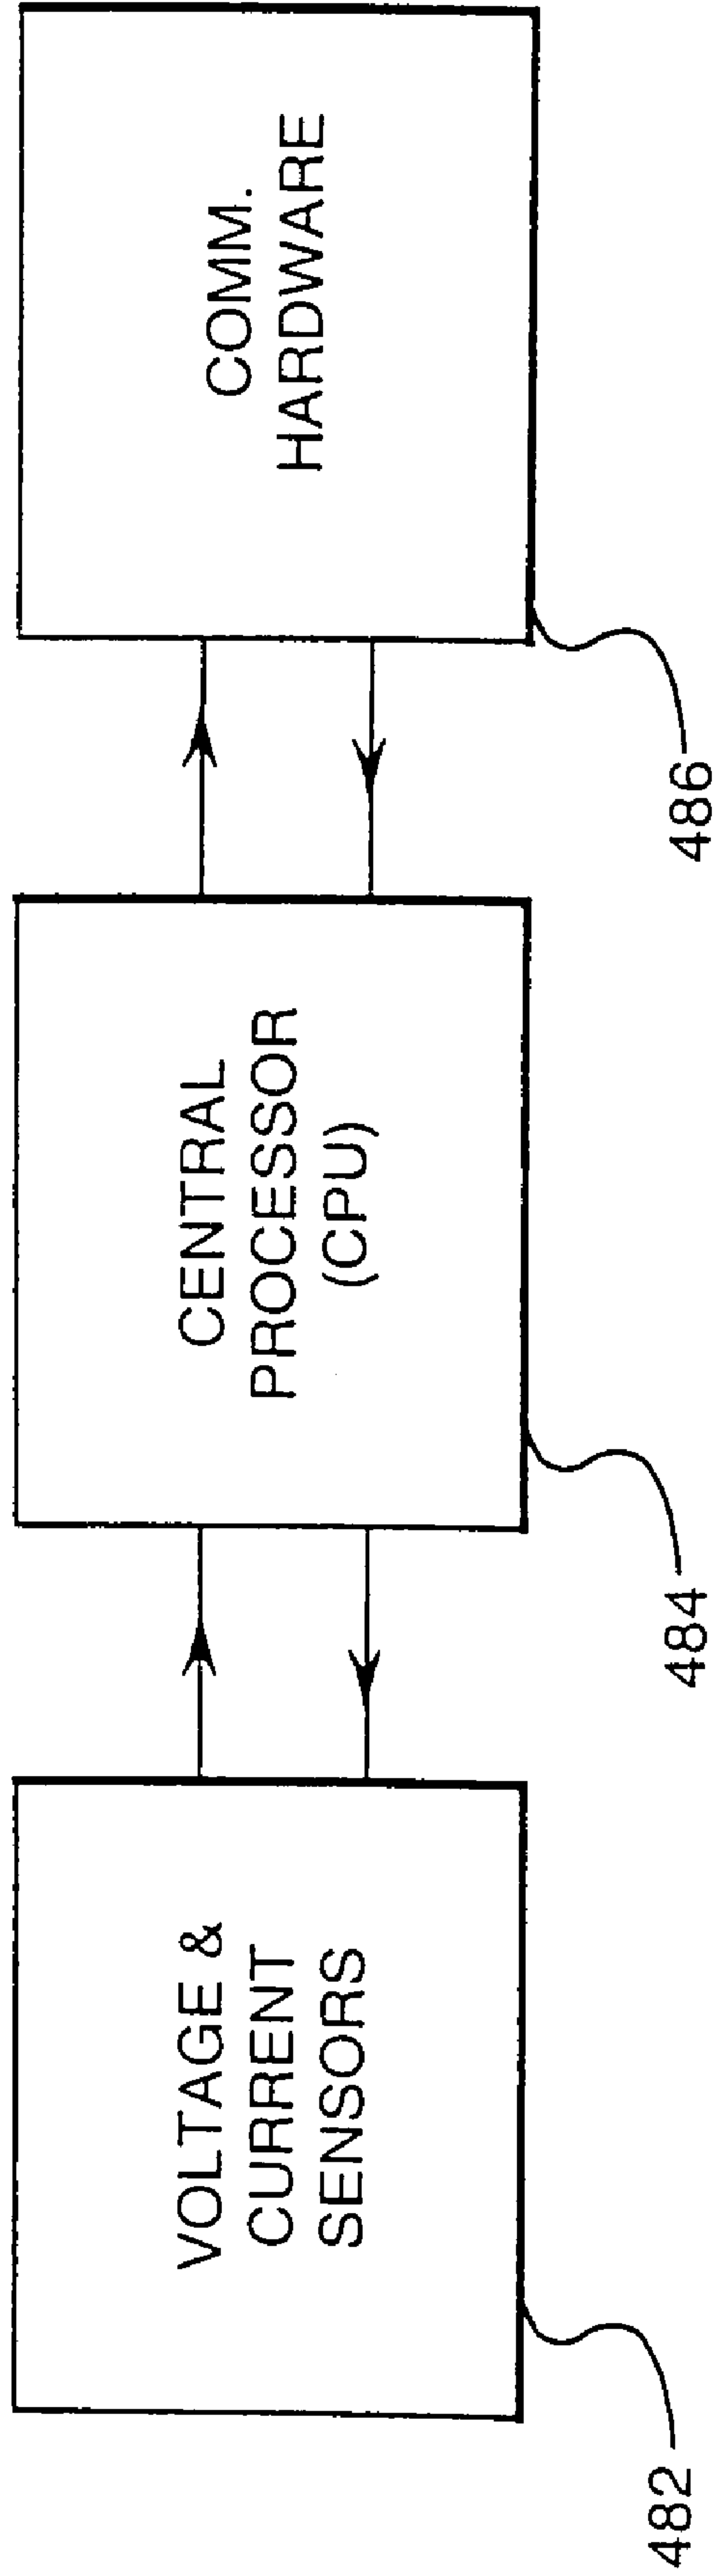 VOLTAGE &
CURRENT
SENSORS
482
CENTRAL
PROCESSOR
(CPU)
484
COMM.
HARDWARE
486